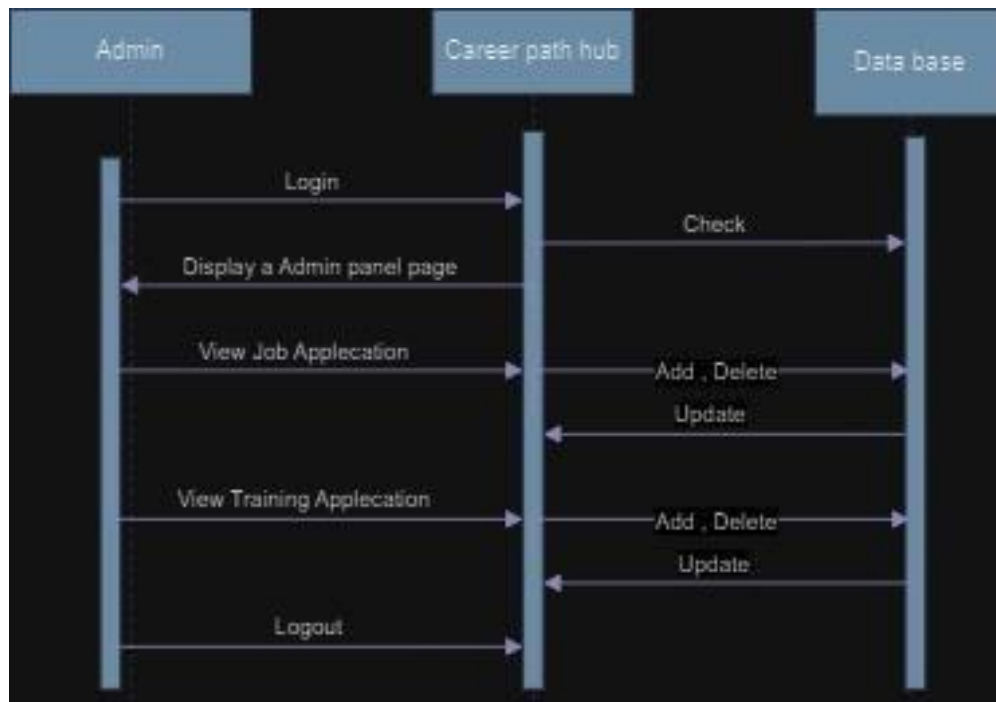 Admin
Career path hub
Data base
Login
Check
Display a Admin panel page
View Job Applecation
Add , Delete
Update
View Training Applecation
Add , Delete
Update
Logout